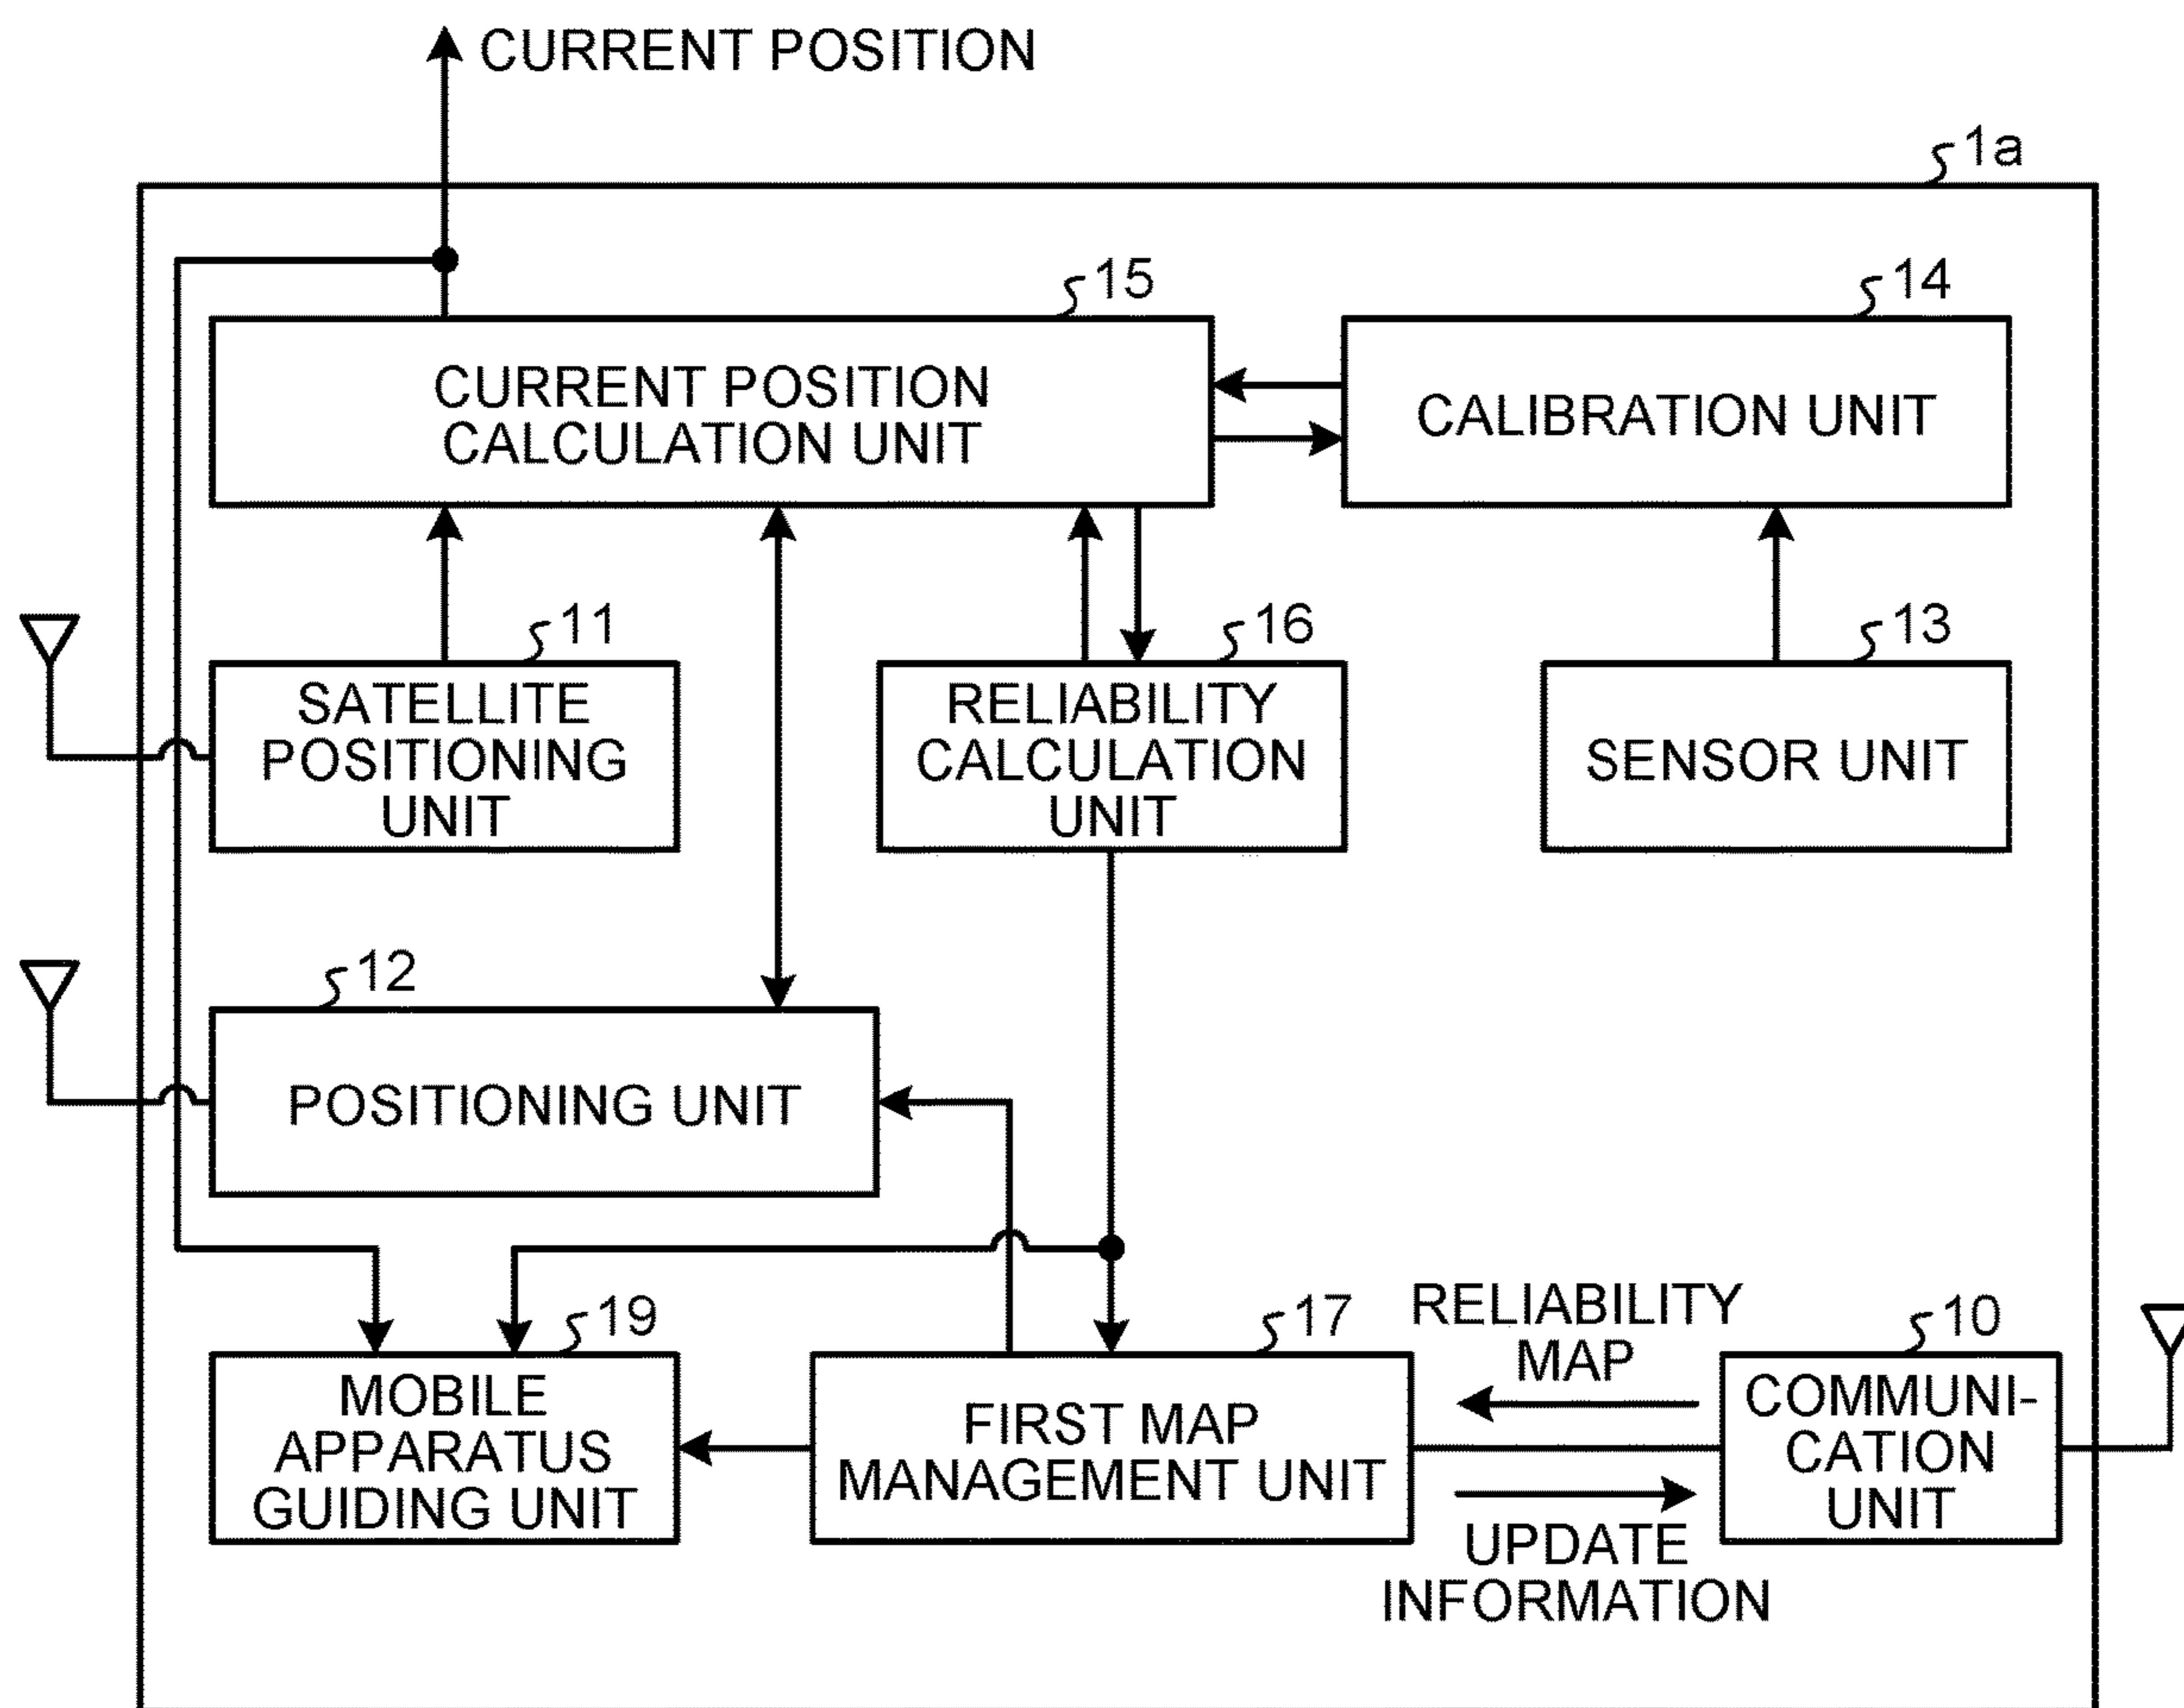 CURRENT POSITION
1a
15
14
CURRENT POSITION
CALCULATION UNIT
CALIBRATION UNIT
11
16
13
SATELLITE
POSITIONING
UNIT
RELIABILITY
CALCULATION
UNIT
SENSOR UNIT
12
POSITIONING UNIT
19
17
RELIABILITY
MAP
10
MOBILE
APPARATUS
GUIDING UNIT
FIRST MAP
MANAGEMENT UNIT
COMMUNI-
CATION
UNIT
UPDATE
INFORMATION